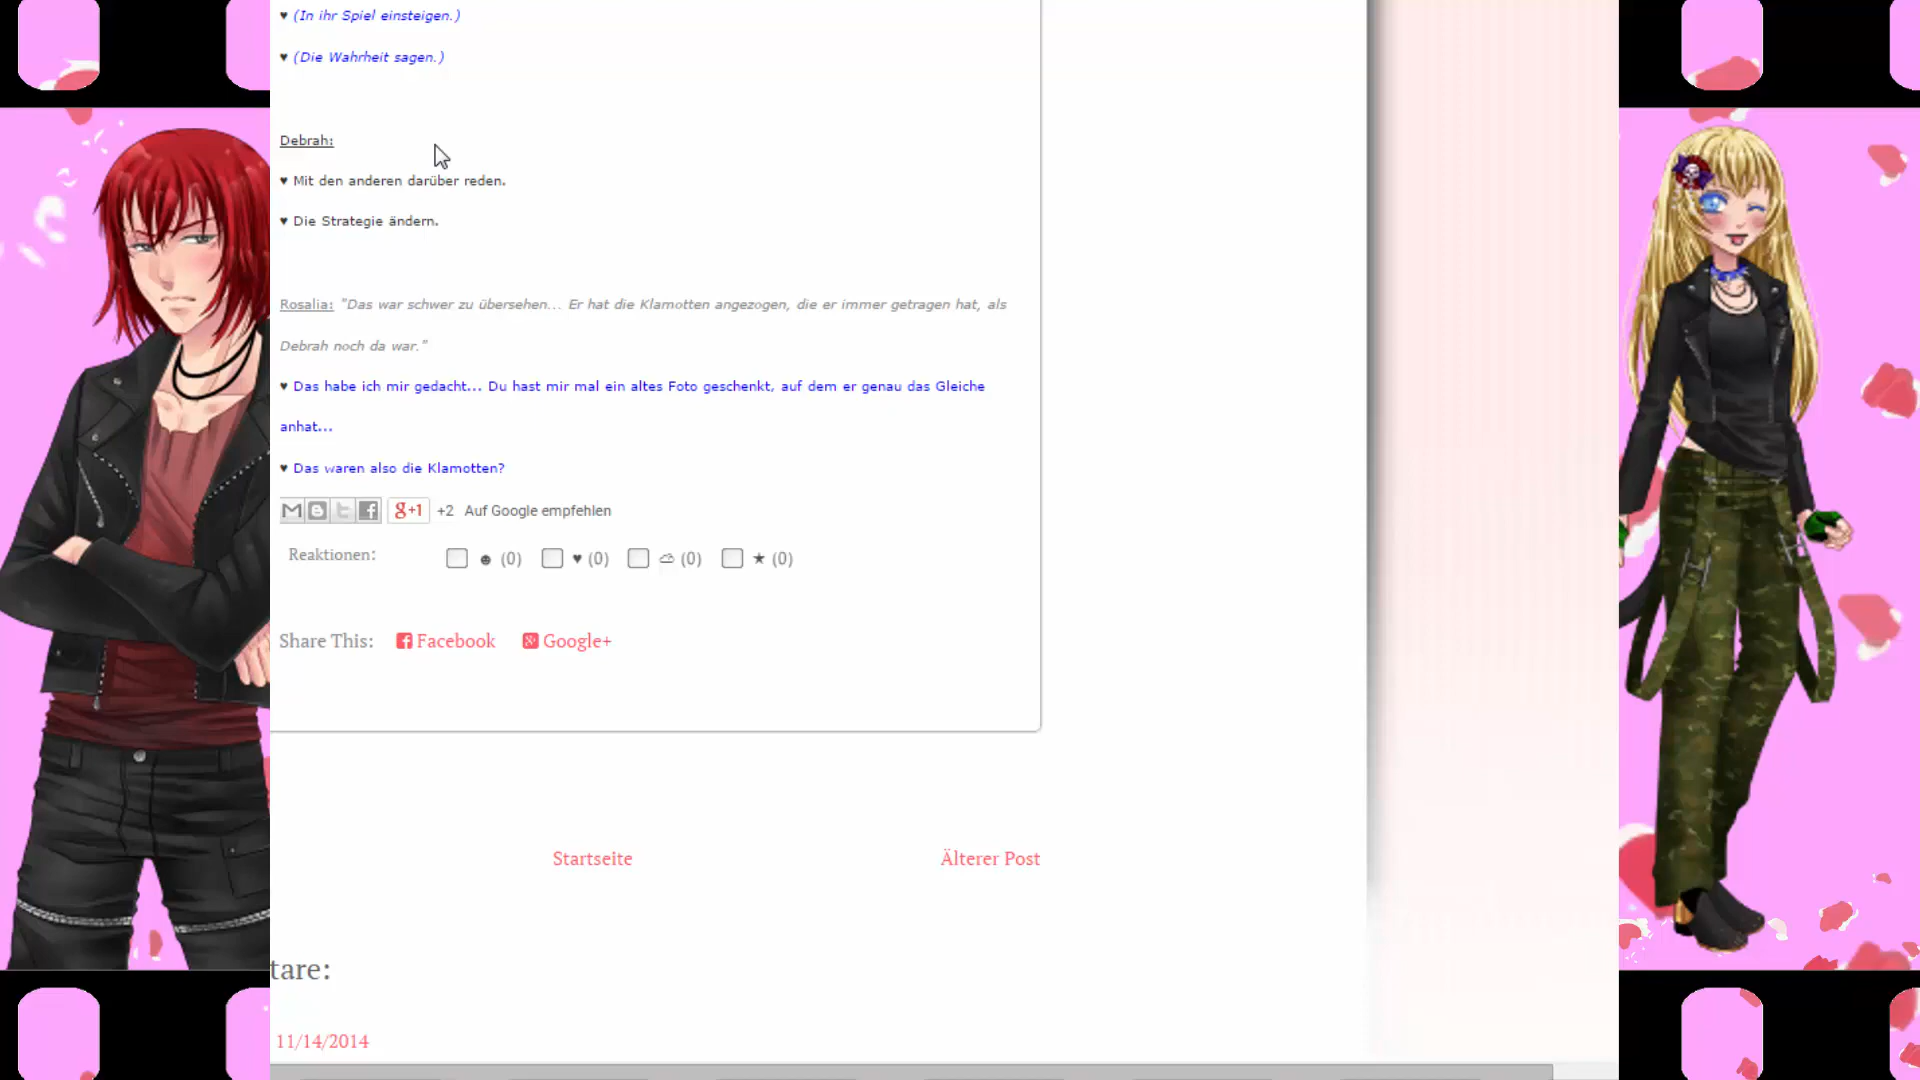 ♥ (In ihr Spiel einsteigen.)
♥ (Die Wahrheit sagen.)
Debrah:
♥ Mit den anderen darüber reden.
♥ Die Strategie ändern.
Rosalia: "Das war schwer zu übersehen... Er hat die Klamotten angezogen, die er immer getragen hat, als
Debrah noch da war."
♥ Das habe ich mir gedacht... Du hast mir mal ein altes Foto geschenkt, auf dem er genau das Gleiche
anhat...
♥ Das waren also die Klamotten?
g+1 +2 Auf Google empfehlen
Reaktionen: ☻ (0) ♥ (0) (0) ★ (0)
Share This: Facebook Google+
Startseite Älterer Post
tare:
11/14/2014